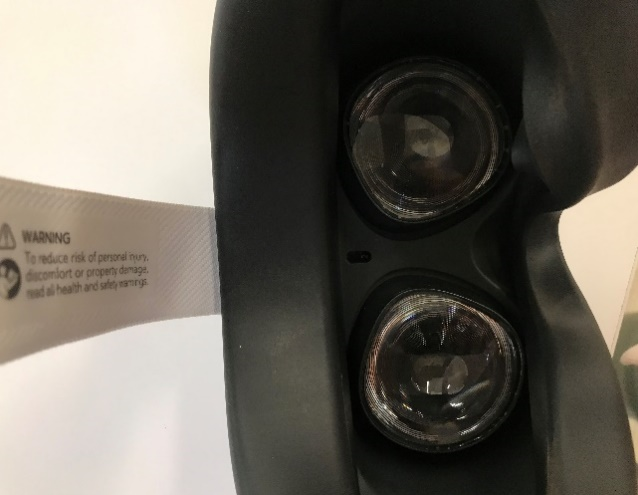 WARNING
To reduce risk of personal injury,
discomfort or property damage,
read all health and safety warnings.